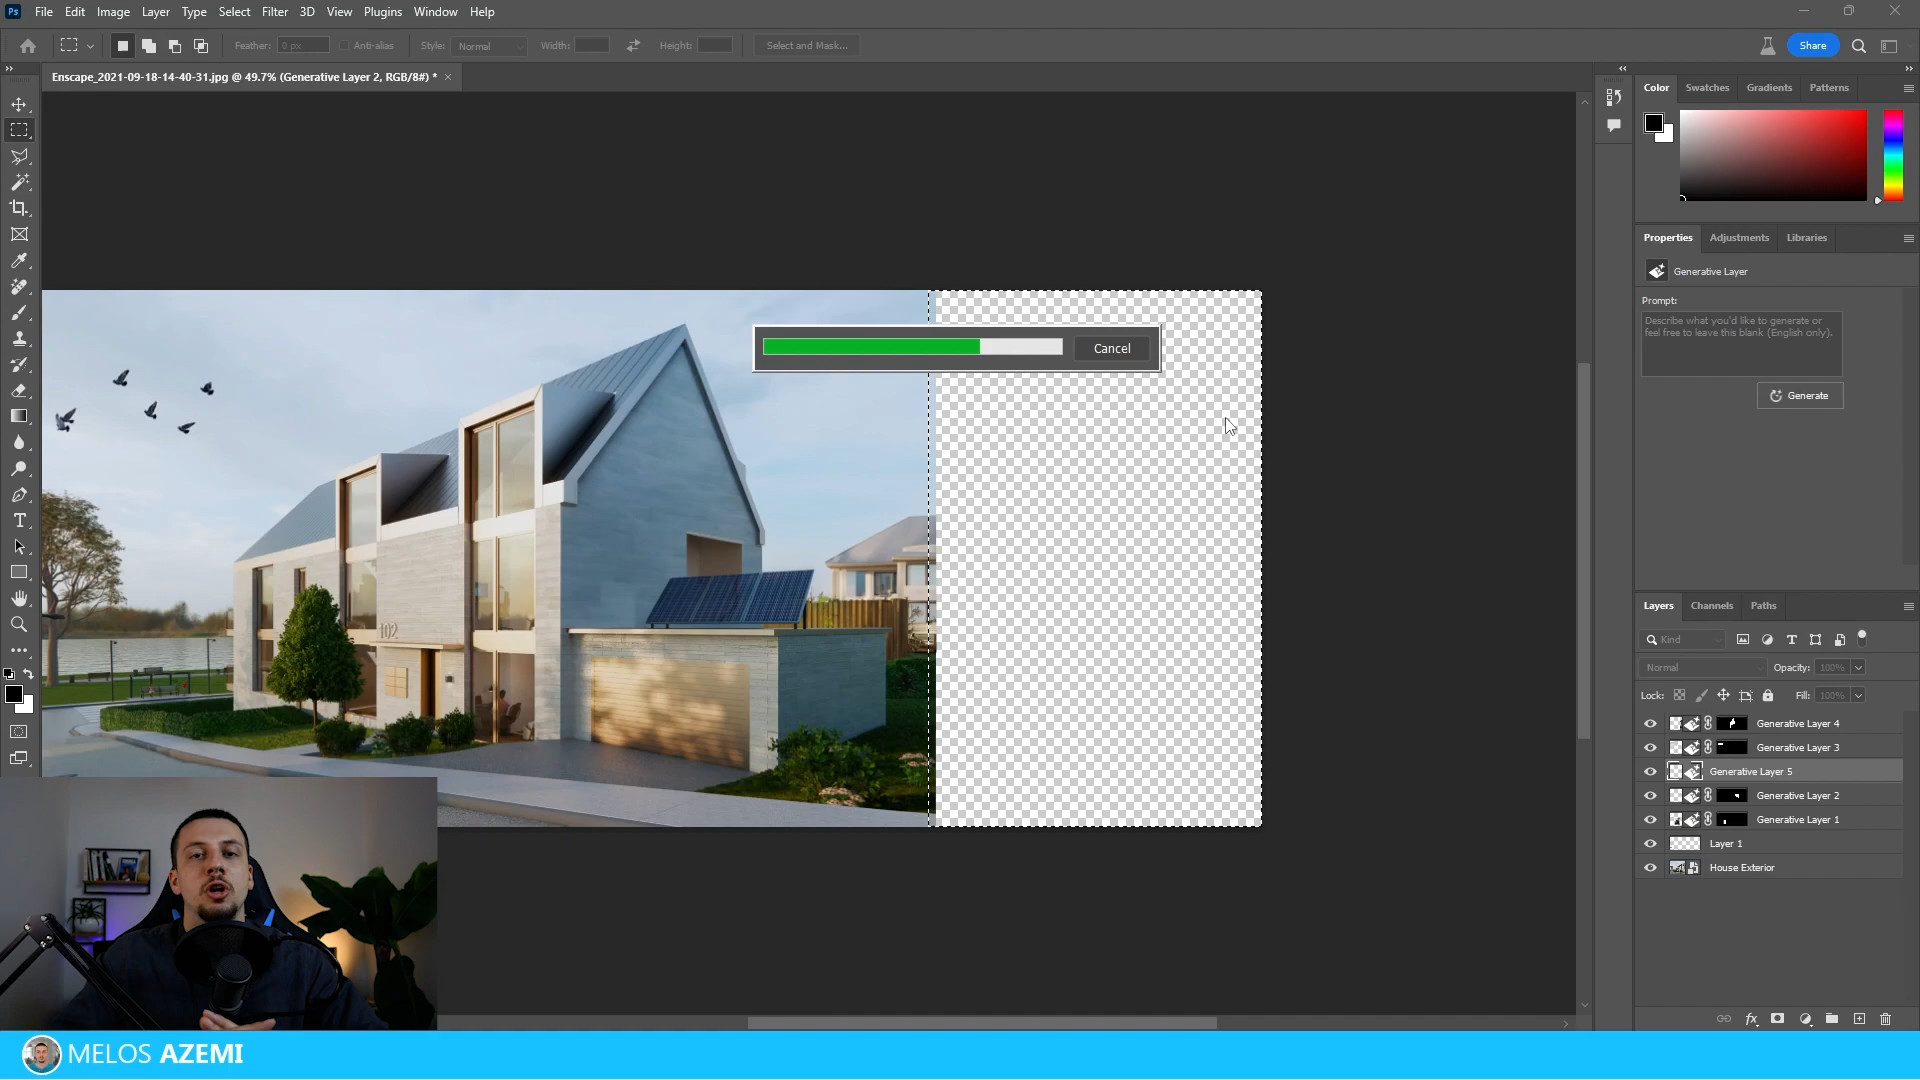 Ps File Edit Image Layer Type Select Filter 3D View Plugins Window Help
Feather: 0 px Anti-alias Style: Normal Width: Height: Select and Mask... Share
Enscape_2021-09-18-14-40-31.jpg @ 49.7% (Generative Layer 2, RGB/8#) *
Color Swatches Gradients Patterns
Properties Adjustments Libraries
Generative Layer
Prompt:
Describe what you'd like to generate or
feel free to leave this blank (English only).
Generate
Cancel
102
Layers Channels Paths
Kind
Normal Opacity: 100%
Lock: Fill: 100%
Generative Layer 4
Generative Layer 3
Generative Layer 5
Generative Layer 2
Generative Layer 1
Layer 1
House Exterior
MELOS AZEMI